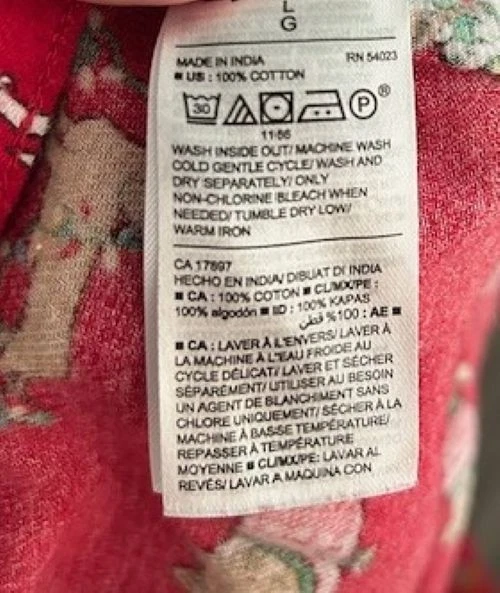 L
G
MADE IN INDIA RN 54023
■ US : 100% COTTON
30 P ®
11-56
WASH INSIDE OUT/ MACHINE WASH
COLD GENTLE CYCLE/ WASH AND
DRY SEPARATELY/ ONLY
NON-CHLORINE BLEACH WHEN
NEEDED/ TUMBLE DRY LOW/
WARM IRON
CA 17897
HECHO EN INDIA/ DIBUAT DI INDIA
■ CA : 100% COTON ■ CL/MX/PE :
100% algodón ■ ID : 100% KAPAS
■ AE : 100% قطن
■ CA : LAVER À L'ENVERS/ LAVER À
LA MACHINE À L'EAU FROIDE AU
CYCLE DÉLICAT/ LAVER ET SÉCHER
SÉPARÉMENT/ UTILISER AU BESOIN
UN AGENT DE BLANCHIMENT SANS
CHLORE UNIQUEMENT/ SÉCHER À LA
MACHINE À BASSE TEMPÉRATURE/
REPASSER À TEMPÉRATURE
MOYENNE ■ CL/MX/PE: LAVAR AL
REVÉS/ LAVAR A MAQUINA CON